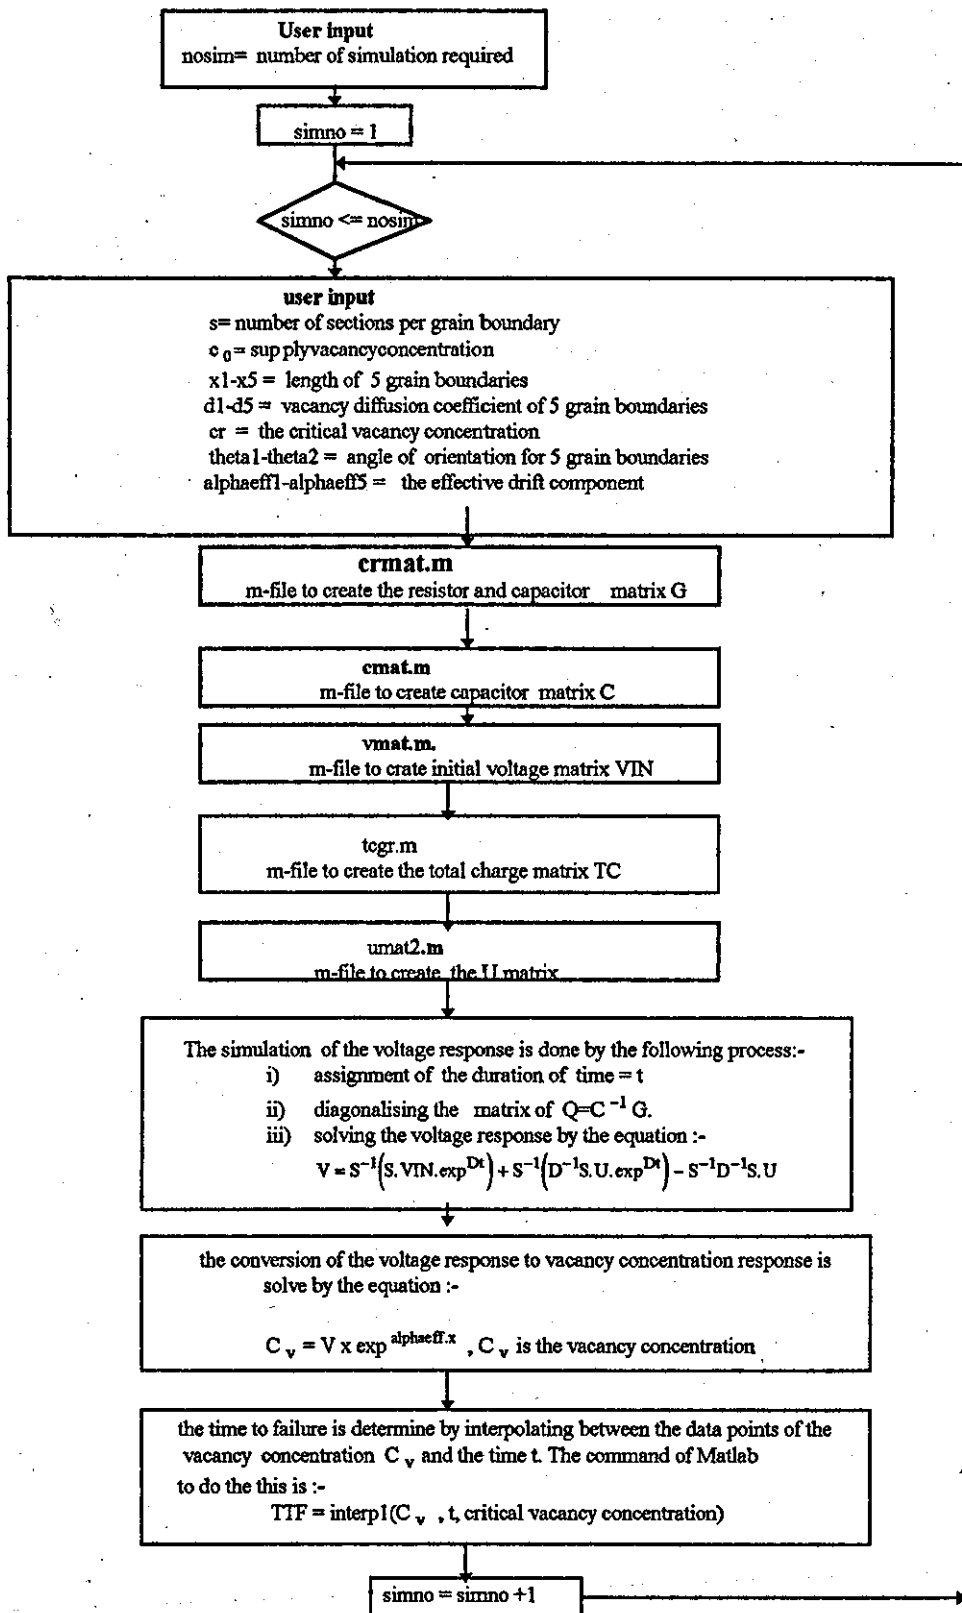 User input
nosim= number of simulation required
simno = 1
simno <= nosim
user input
s= number of sections per grain boundary
c 0= sup plyvacancyconcentration
x1-x5 = length of 5 grain boundaries
d1-d5 = vacancy diffusion coefficient of 5 grain boundaries
cr = the critical vacancy concentration
theta1-theta2 = angle of orientation for 5 grain boundaries
alphaeff1-alphaeff5 = the effective drift component
crmat.m
m-file to create the resistor and capacitor matrix G
cmat.m
m-file to create capacitor matrix C
vmat.m.
m-file to crate initial voltage matrix VIN
tcgr.m
m-file to create the total charge matrix TC
umat2.m
m-file to create the U matrix
The simulation of the voltage response is done by the following process:-
i) assignment of the duration of time = t
ii) diagonalising the matrix of Q=C⁻¹ G.
iii) solving the voltage response by the equation :-
V = S⁻¹(S.VIN.exp^Dt) + S⁻¹(D⁻¹S.U.exp^Dt) − S⁻¹D⁻¹S.U
the conversion of the voltage response to vacancy concentration response is
solve by the equation :-
C v = V x exp^alphaeff.x , C v is the vacancy concentration
the time to failure is determine by interpolating between the data points of the
vacancy concentration C v and the time t. The command of Matlab
to do the this is :-
TTF = interp1(C v , t, critical vacancy concentration)
simno = simno +1